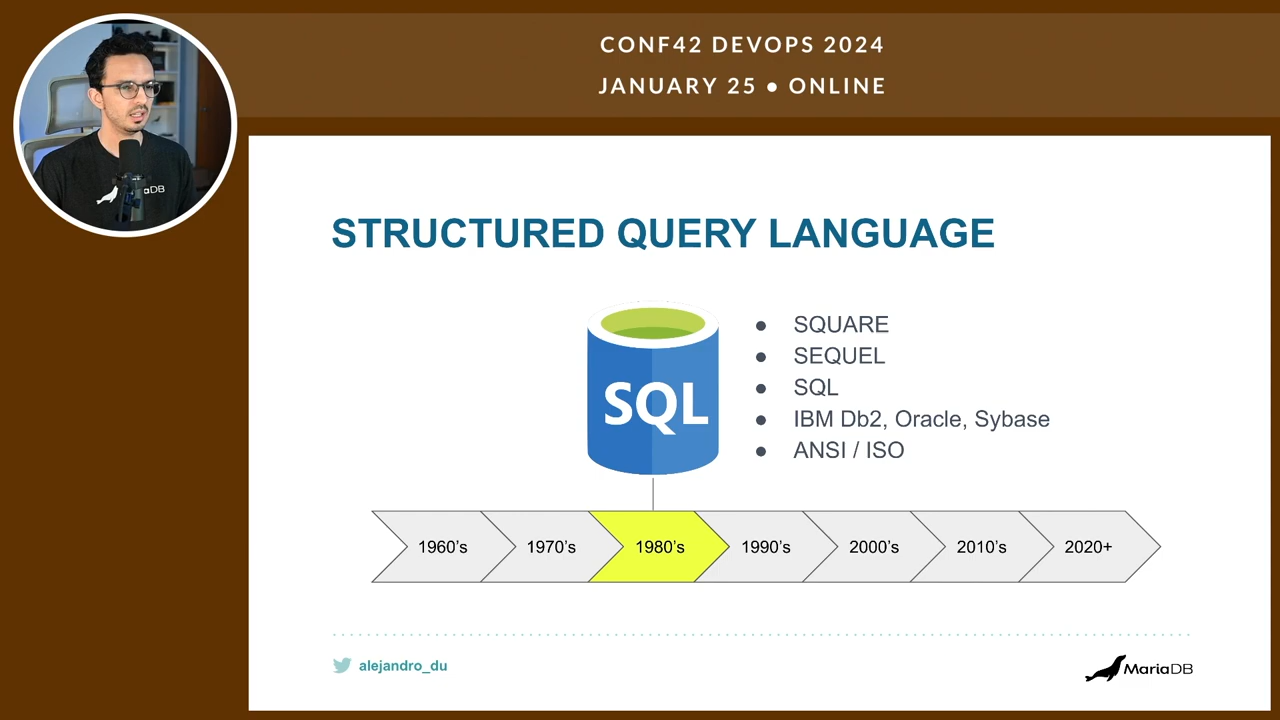 CONF42 DEVOPS 2024
JANUARY 25 • ONLINE
STRUCTURED QUERY LANGUAGE
SQL
● SQUARE
● SEQUEL
● SQL
● IBM Db2, Oracle, Sybase
● ANSI / ISO
1960's 1970's 1980's 1990's 2000's 2010's 2020+
alejandro_du
MariaDB